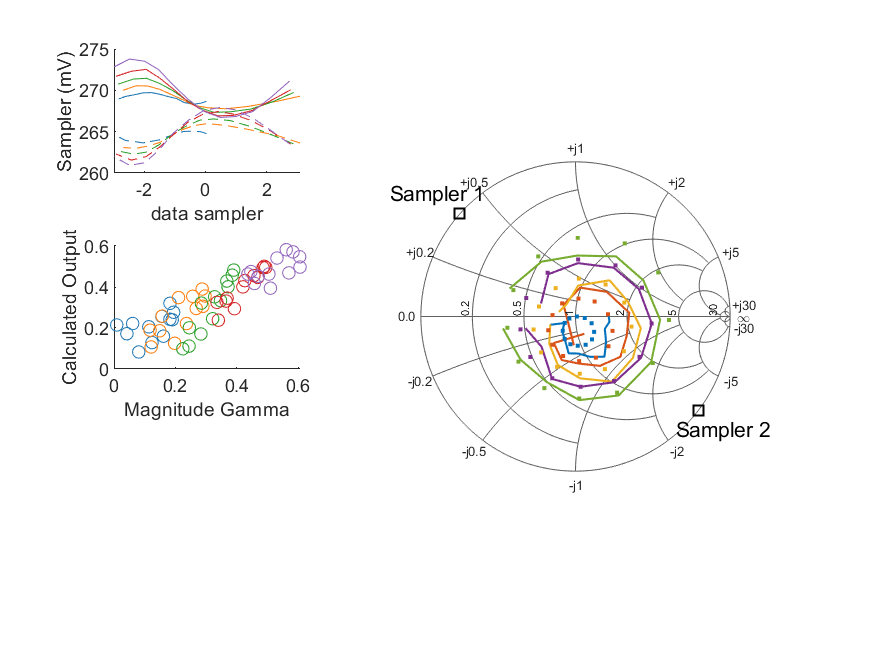 275
270
265
260
Sampler (mV)
-2 0 2
data sampler
0.6
0.4
0.2
0
Calculated Output
0 0.2 0.4 0.6
Magnitude Gamma
+j1
+j0.5 +j2
Sampler 1
+j0.2 +j5
0.0 0.2 0.5 1 2 5 30 +j30
∞
-j30
-j0.2 -j5
Sampler 2
-j0.5 -j2
-j1